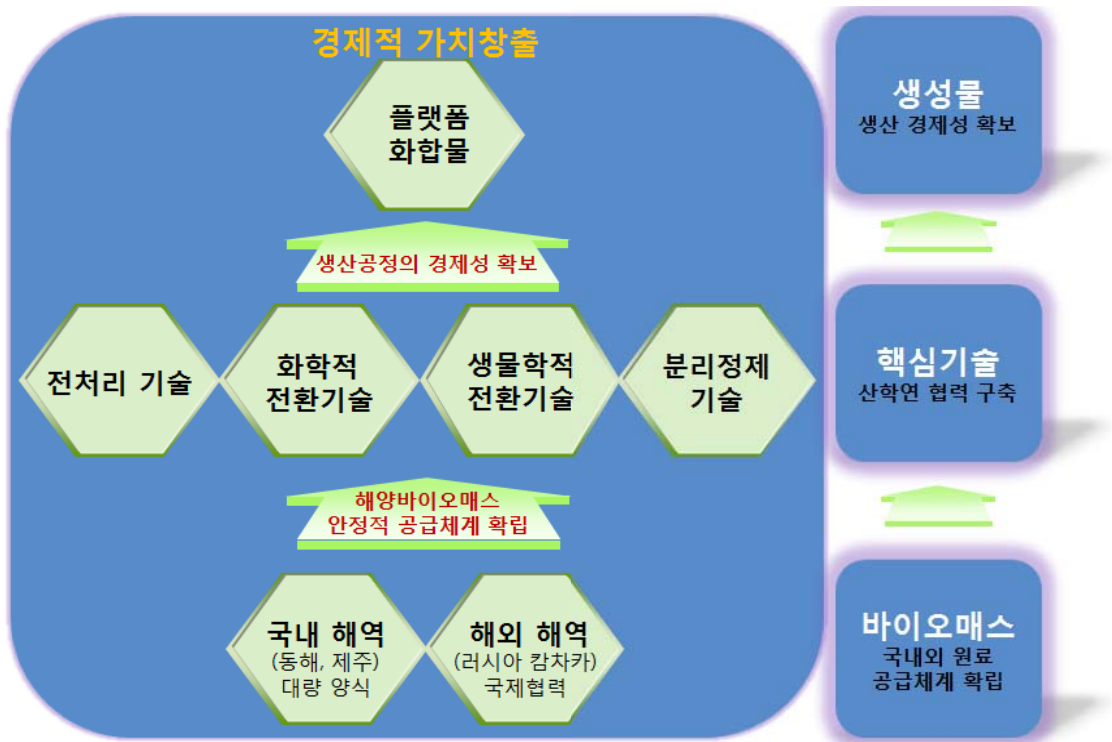 경제적 가치창출
플랫폼
화합물
생산공정의 경제성 확보
전처리 기술
화학적
전환기술
생물학적
전환기술
분리정제
기술
해양바이오매스
안정적 공급체계 확립
국내 해역
(동해, 제주)
대량 양식
해외 해역
(러시아 캄차카)
국제협력
생성물
생산 경제성 확보
핵심기술
산학연 협력 구축
바이오매스
국내외 원료
공급체계 확립